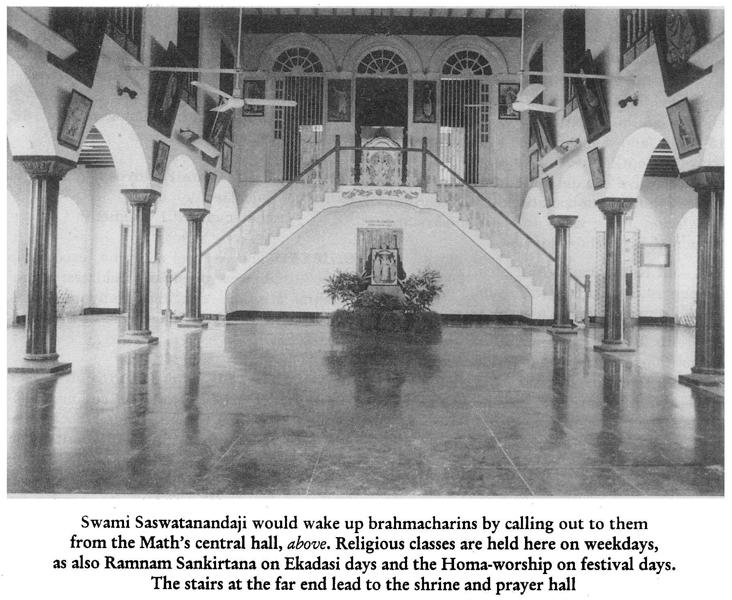 Swami Saswatanandaji would wake up brahmacharins by calling out to them
from the Math's central hall, above. Religious classes are held here on weekdays,
as also Ramnam Sankirtana on Ekadasi days and the Homa-worship on festival days.
The stairs at the far end lead to the shrine and prayer hall